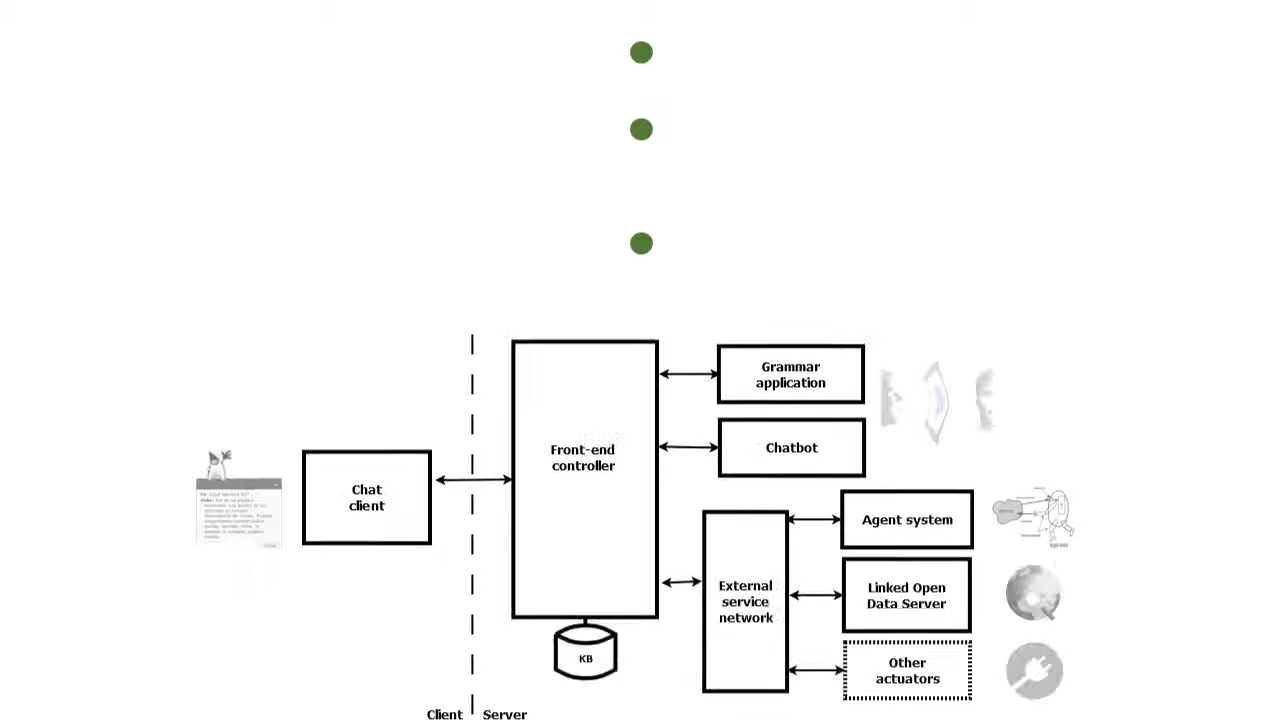 Grammar
application
Front-end
controller
Chatbot
Chat
client
Agent system
External
service
network
Linked Open
Data Server
KB
Other
actuators
Client
Server